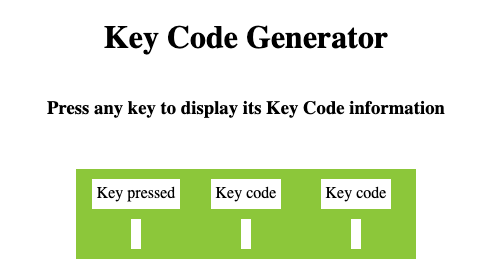 Key Code Generator
Press any key to display its Key Code information
Key pressed Key code Key code